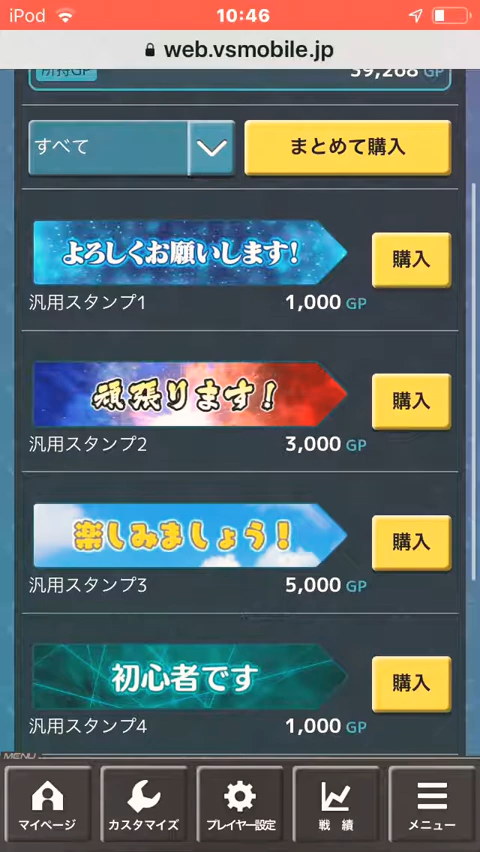 iPod 10:46
web.vsmobile.jp
所持GP 39,268 GP
すべて まとめて購入
よろしくお願いします! 購入
汎用スタンプ1 1,000 GP
頑張ります! 購入
汎用スタンプ2 3,000 GP
楽しみましょう! 購入
汎用スタンプ3 5,000 GP
初心者です 購入
汎用スタンプ4 1,000 GP
MENU
マイページ カスタマイズ プレイヤー設定 戦績 メニュー